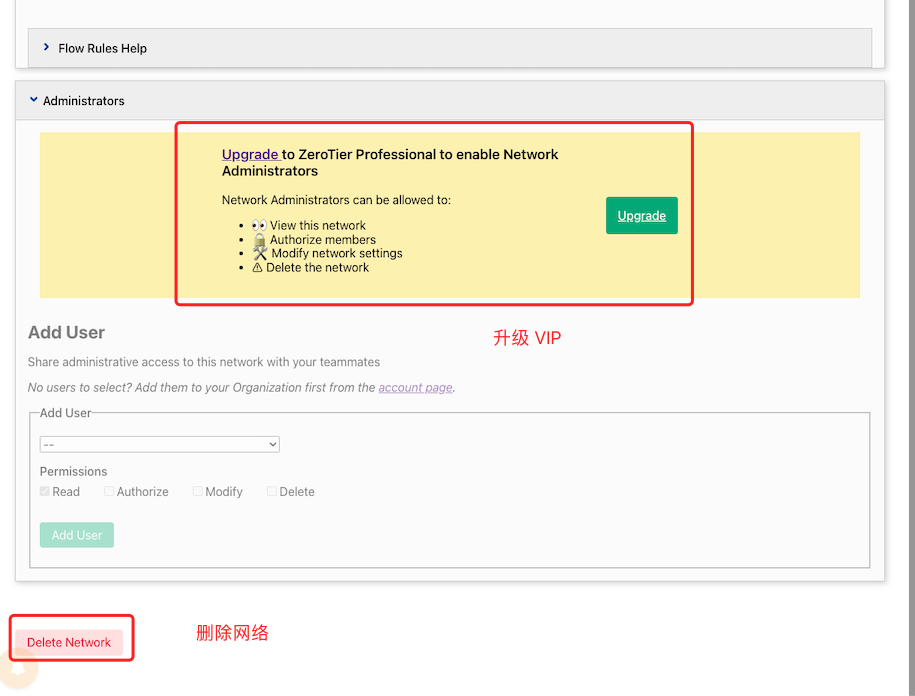 Flow Rules Help
Administrators
Upgrade to ZeroTier Professional to enable Network
Administrators
Network Administrators can be allowed to:
• 👀 View this network
• 🔒 Authorize members
• 🛠 Modify network settings
• ⚠ Delete the network
Upgrade
升级 VIP
Add User
Share administrative access to this network with your teammates
No users to select? Add them to your Organization first from the account page.
Add User
--
Permissions
Read Authorize Modify Delete
Add User
Delete Network
删除网络